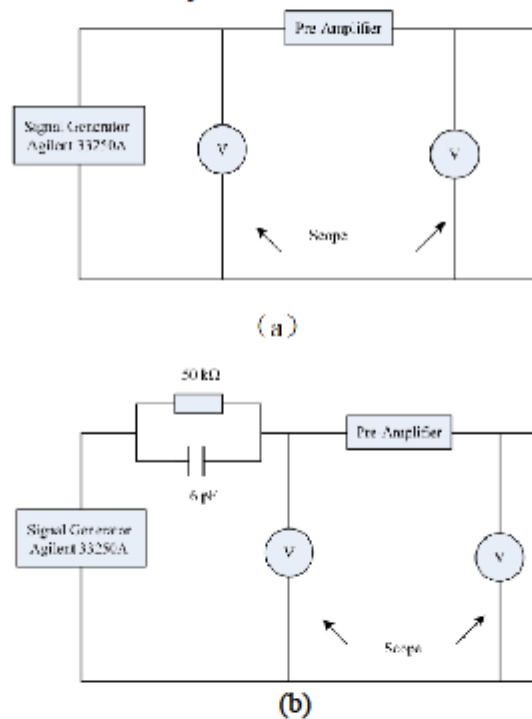 Pre Amplifier
Signal Generator
Agilent 33250A
V
V
Scope
(a)
50 kΩ
6 pF
Pre Amplifier
Signal Generator
Agilent 33250A
V
V
Scope
(b)